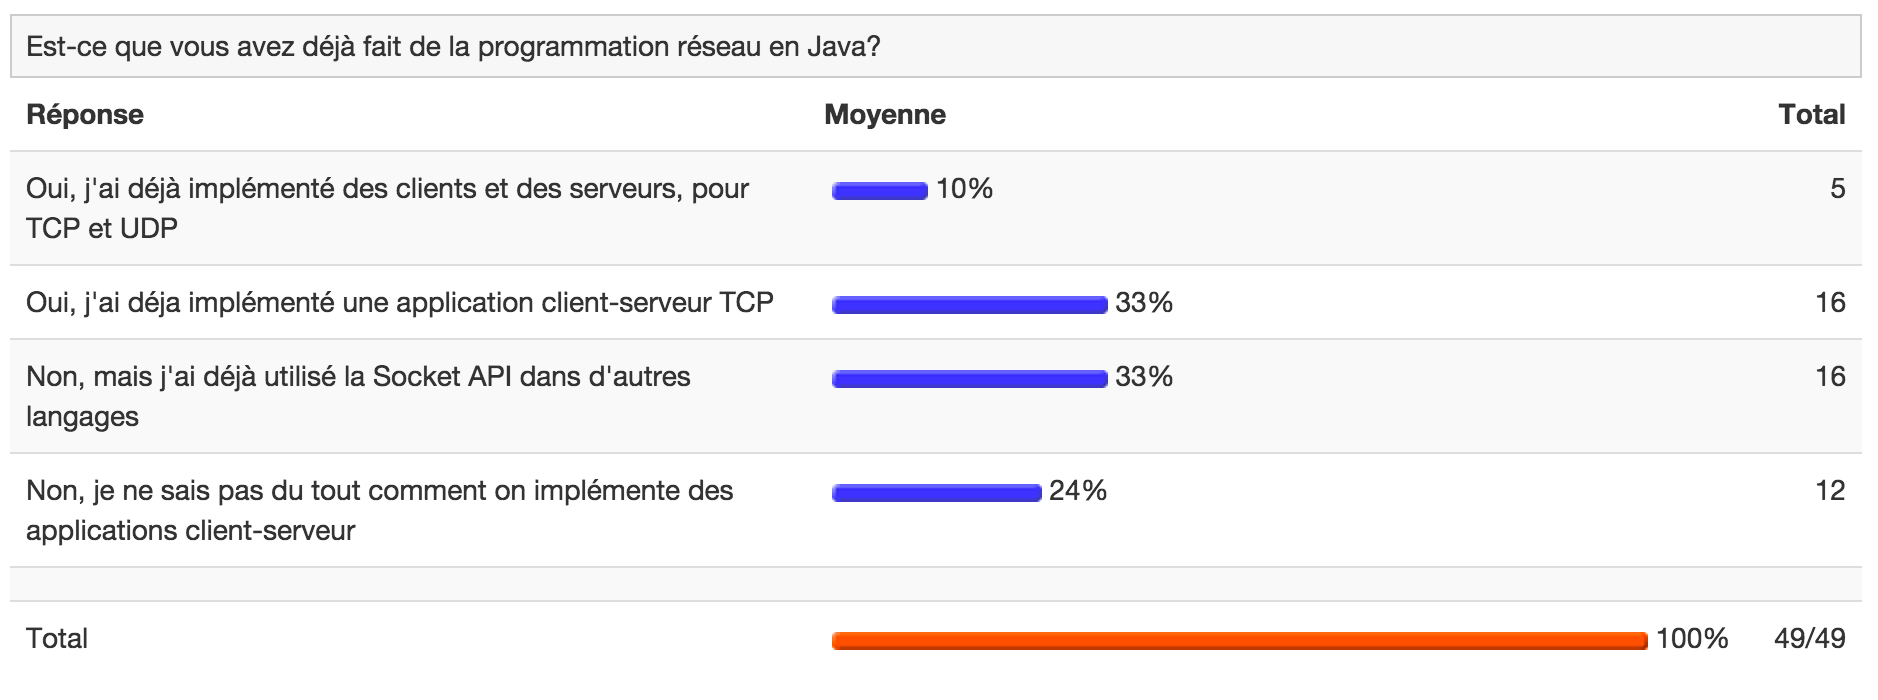 Est-ce que vous avez déjà fait de la programmation réseau en Java?
Réponse Moyenne Total
Oui, j'ai déjà implémenté des clients et des serveurs, pour 10% 5
TCP et UDP
Oui, j'ai déja implémenté une application client-serveur TCP 33% 16
Non, mais j'ai déjà utilisé la Socket API dans d'autres 33% 16
langages
Non, je ne sais pas du tout comment on implémente des 24% 12
applications client-serveur
Total 100% 49/49